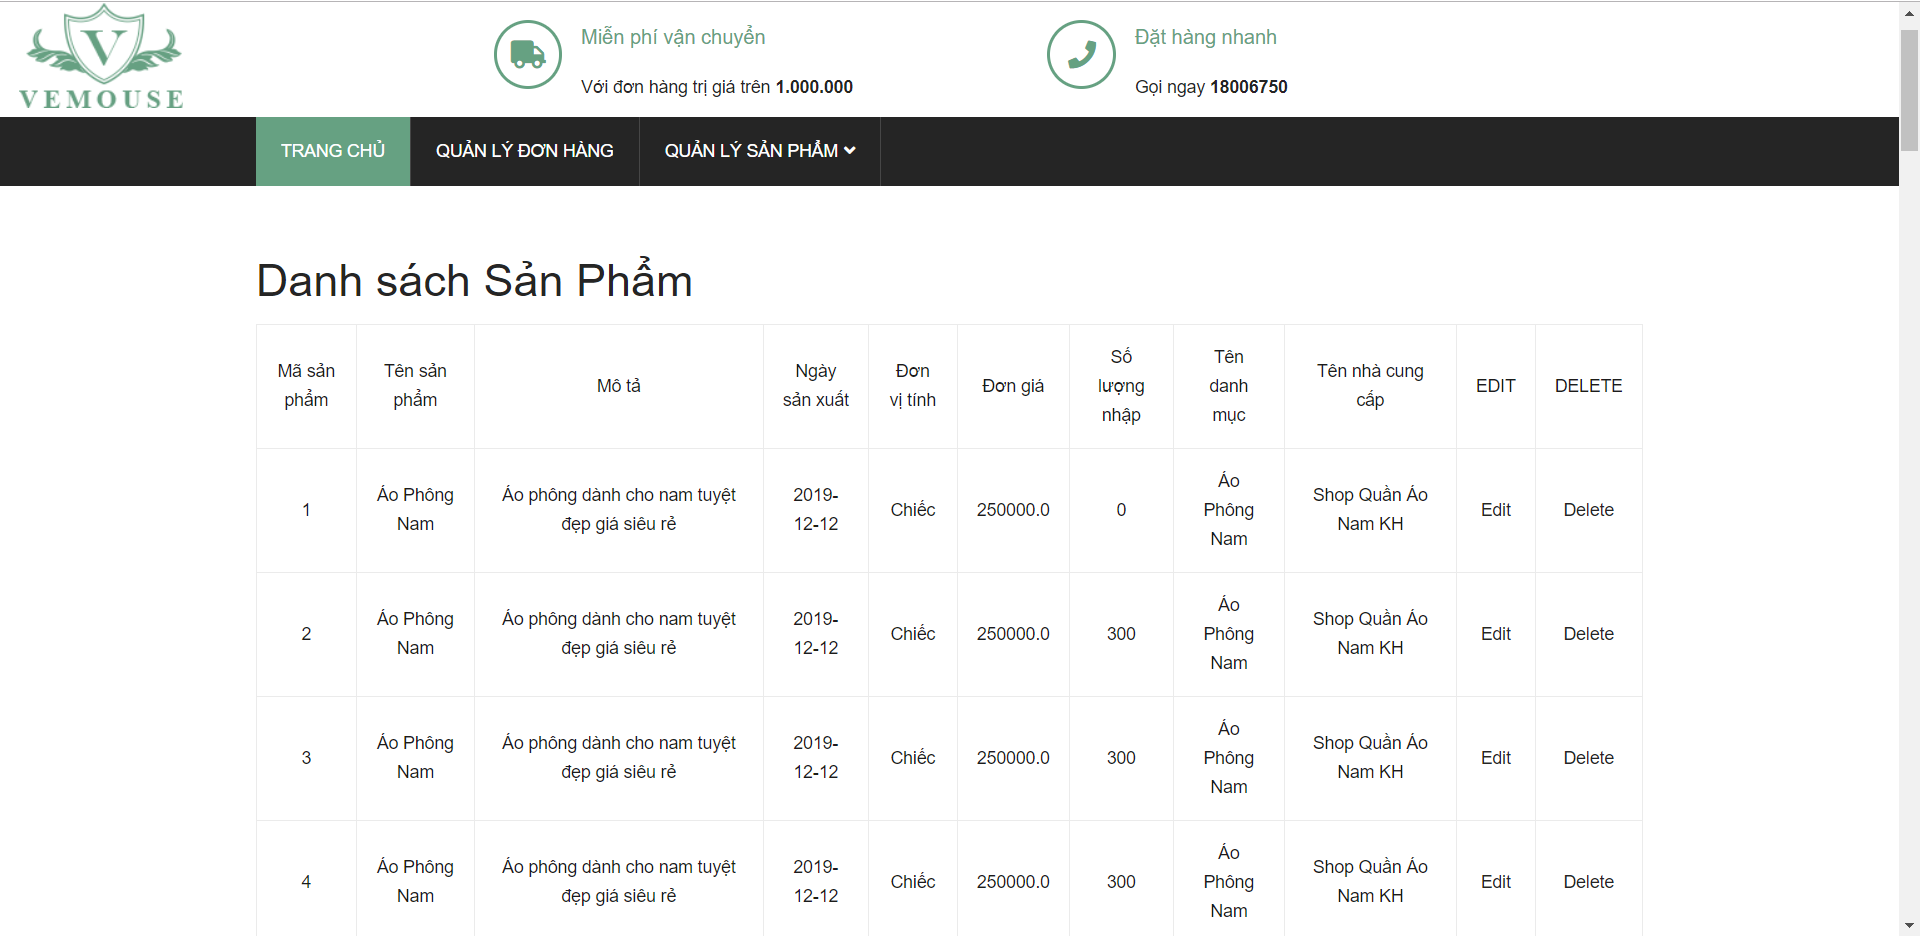 V
VEMOUSE
Miễn phí vận chuyển
Với đơn hàng trị giá trên 1.000.000
Đặt hàng nhanh
Gọi ngay 18006750
TRANG CHỦ
QUẢN LÝ ĐƠN HÀNG
QUẢN LÝ SẢN PHẨM
Danh sách Sản Phẩm
Mã sản
phẩm
Tên sản
phẩm
Mô tả
Ngày
sản xuất
Đơn
vị tính
Đơn giá
Số
lượng
nhập
Tên
danh
mục
Tên nhà cung
cấp
EDIT
DELETE
1
Áo Phông
Nam
Áo phông dành cho nam tuyệt
đẹp giá siêu rẻ
2019-
12-12
Chiếc
250000.0
0
Áo
Phông
Nam
Shop Quần Áo
Nam KH
Edit
Delete
2
Áo Phông
Nam
Áo phông dành cho nam tuyệt
đẹp giá siêu rẻ
2019-
12-12
Chiếc
250000.0
300
Áo
Phông
Nam
Shop Quần Áo
Nam KH
Edit
Delete
3
Áo Phông
Nam
Áo phông dành cho nam tuyệt
đẹp giá siêu rẻ
2019-
12-12
Chiếc
250000.0
300
Áo
Phông
Nam
Shop Quần Áo
Nam KH
Edit
Delete
4
Áo Phông
Nam
Áo phông dành cho nam tuyệt
đẹp giá siêu rẻ
2019-
12-12
Chiếc
250000.0
300
Áo
Phông
Nam
Shop Quần Áo
Nam KH
Edit
Delete